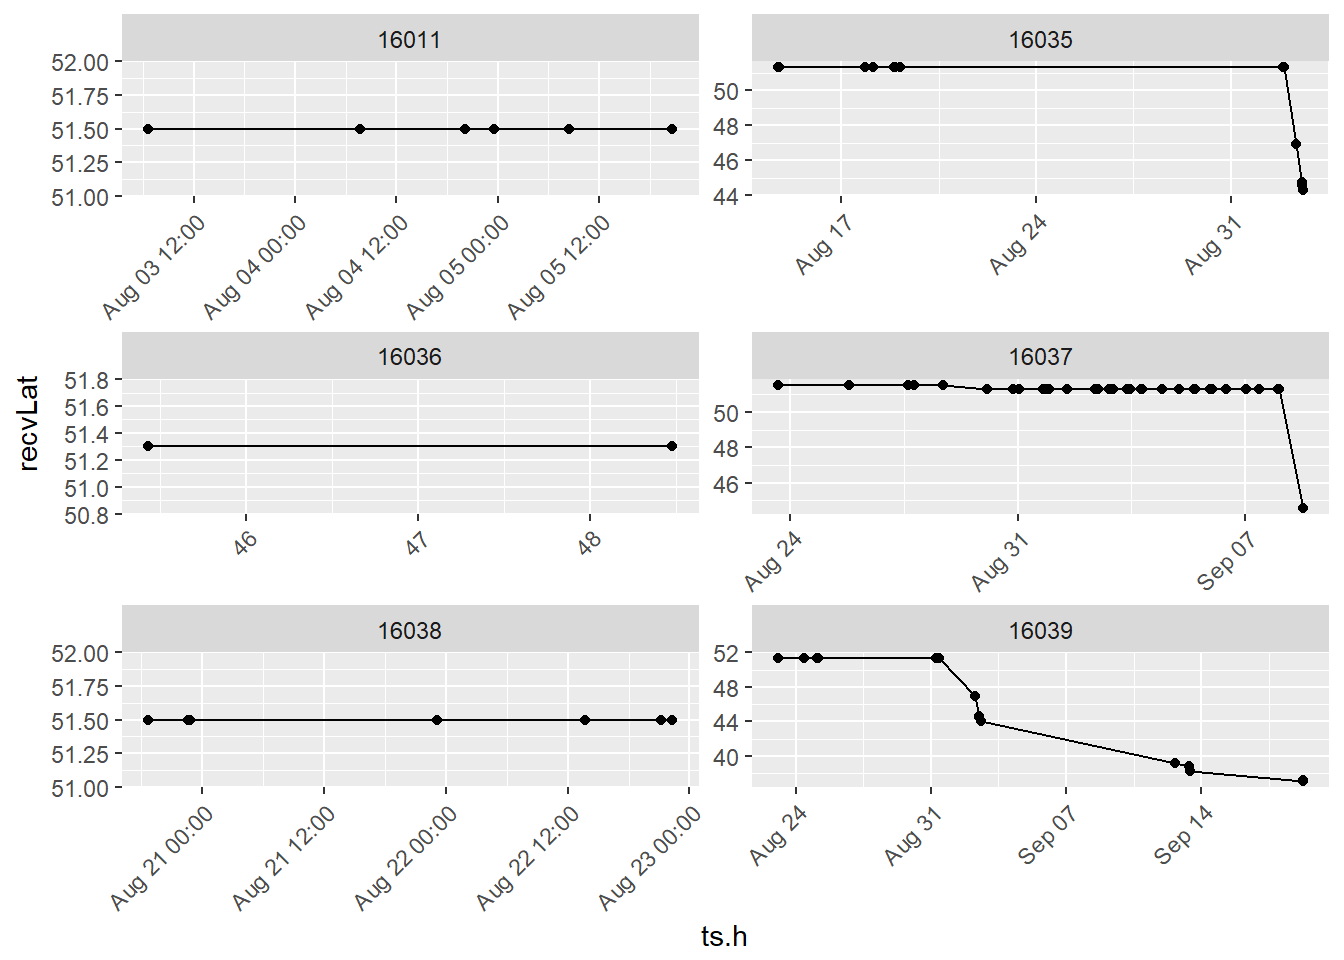 16011
52.00
51.75
51.50
51.25
51.00
Aug 03 12:00
Aug 04 00:00
Aug 04 12:00
Aug 05 00:00
Aug 05 12:00
16035
50
48
46
44
Aug 17
Aug 24
Aug 31
recvLat
16036
51.8
51.6
51.4
51.2
51.0
50.8
46
47
48
16037
50
48
46
Aug 24
Aug 31
Sep 07
16038
52.00
51.75
51.50
51.25
51.00
Aug 21 00:00
Aug 21 12:00
Aug 22 00:00
Aug 22 12:00
Aug 23 00:00
16039
52
48
44
40
Aug 24
Aug 31
Sep 07
Sep 14
ts.h